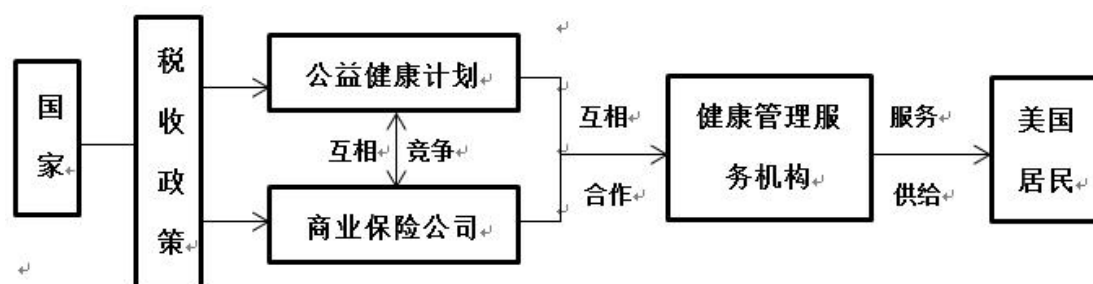 国
家
税
收
政
策
公益健康计划
互相 竞争
商业保险公司
互相
合作
健康管理服
务机构
服务
供给
美国
居民